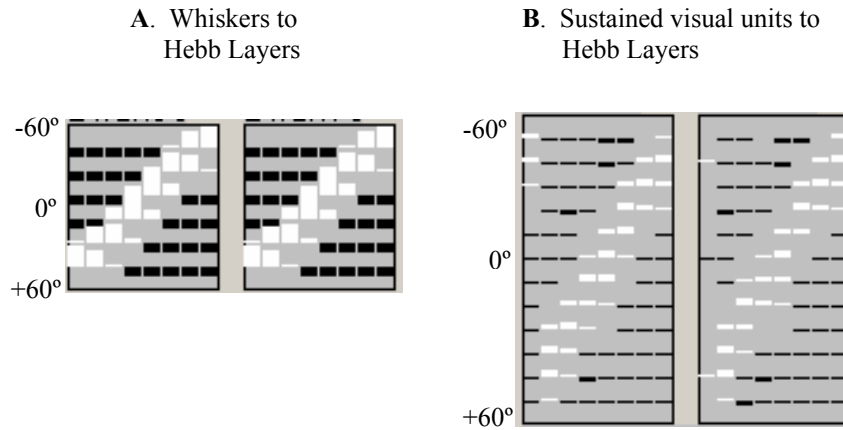 A. Whiskers to
Hebb Layers
B. Sustained visual units to
Hebb Layers
-60º
0º
+60º
-60º
0º
+60º